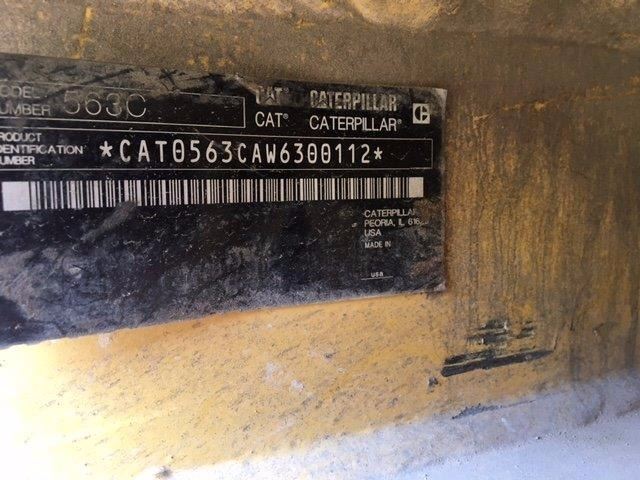 MODEL NUMBER 563C
CAT CATERPILLAR
CAT® CATERPILLAR® C
PRODUCT IDENTIFICATION NUMBER *CAT0563CAW6300112*
CATERPILLAR
PEORIA, IL
USA
MADE IN
USA